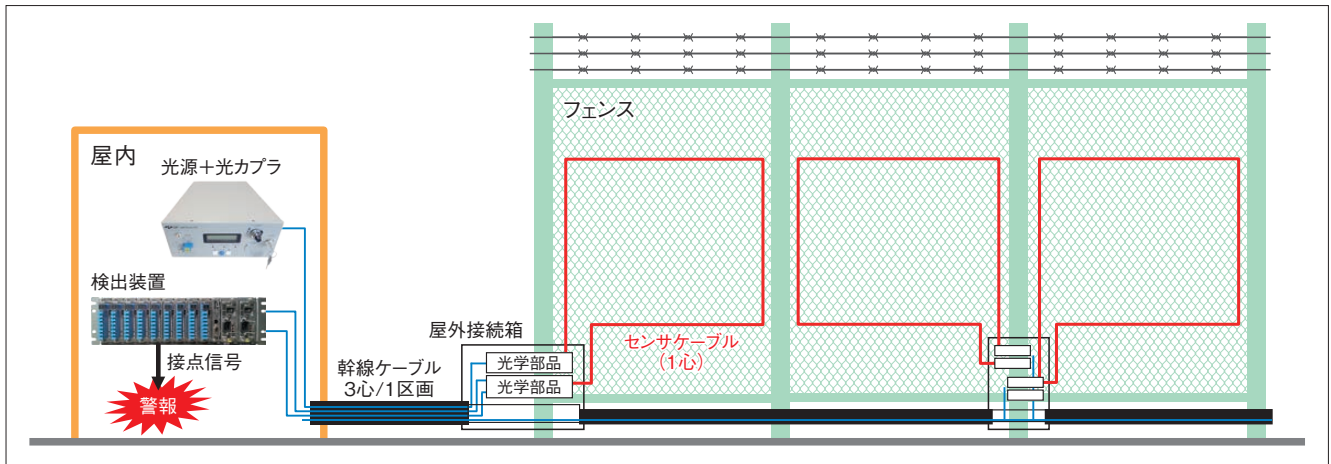 屋内
光源+光カプラ
検出装置
接点信号
警報
幹線ケーブル
3心/1区画
屋外接続箱
光学部品
光学部品
フェンス
センサケーブル
(1心)